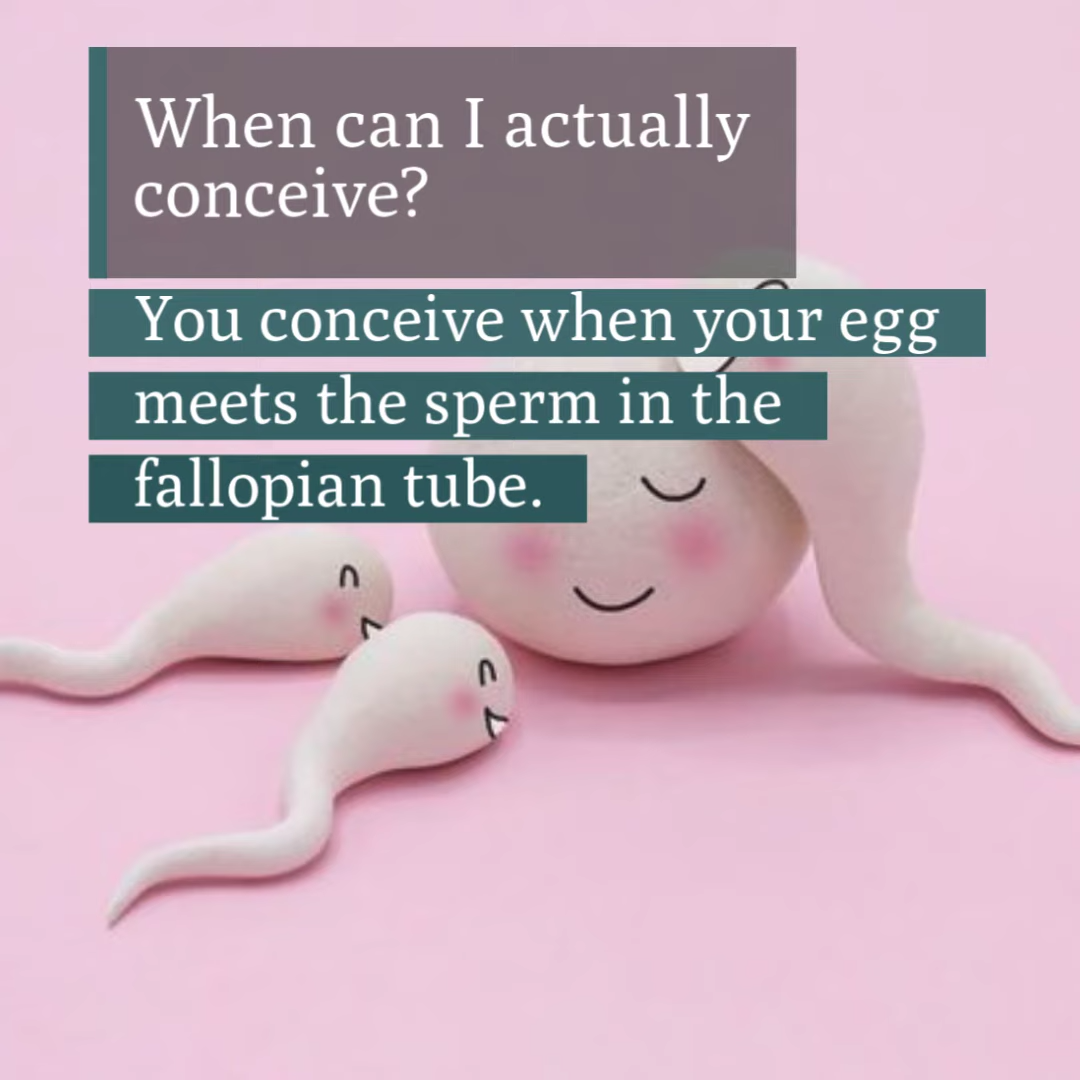 When can I actually
conceive?
You conceive when your egg
meets the sperm in the
fallopian tube.